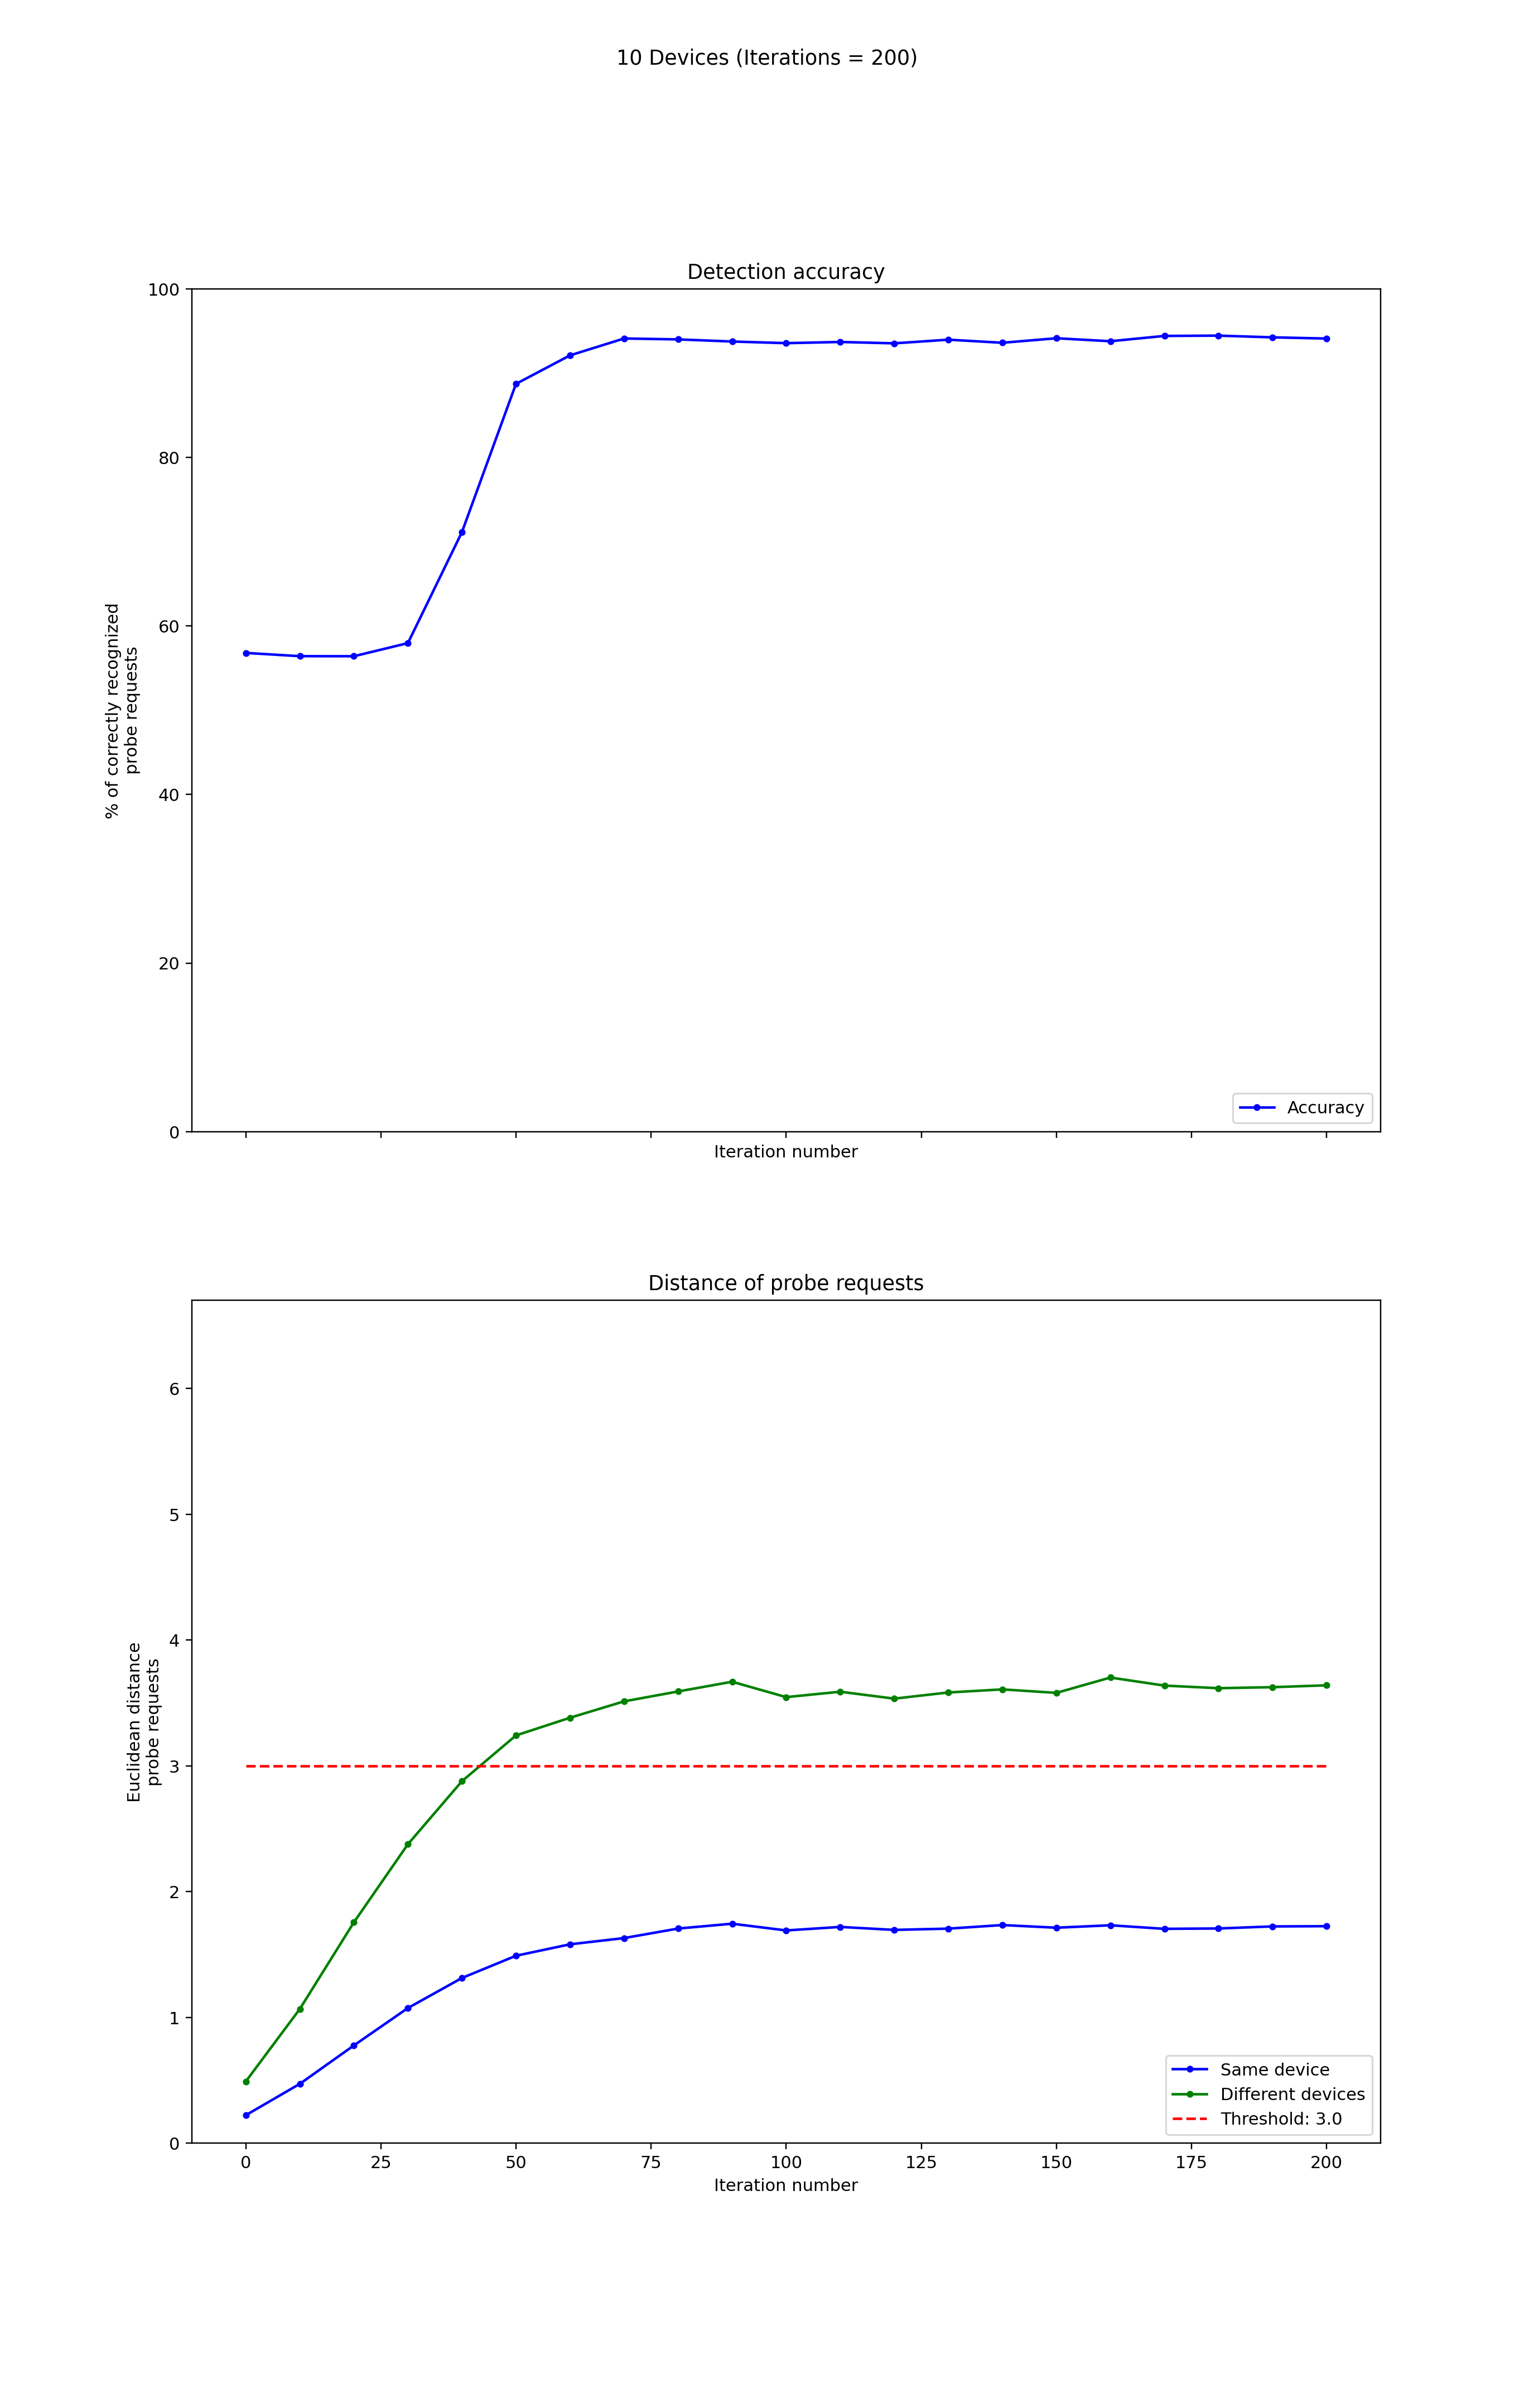 10 Devices (Iterations = 200)
Detection accuracy
100
80
60
40
20
0
% of correctly recognized
probe requests
Accuracy
Iteration number
Distance of probe requests
6
5
4
3
2
1
0
Euclidean distance
probe requests
Same device
Different devices
Threshold: 3.0
0 25 50 75 100 125 150 175 200
Iteration number